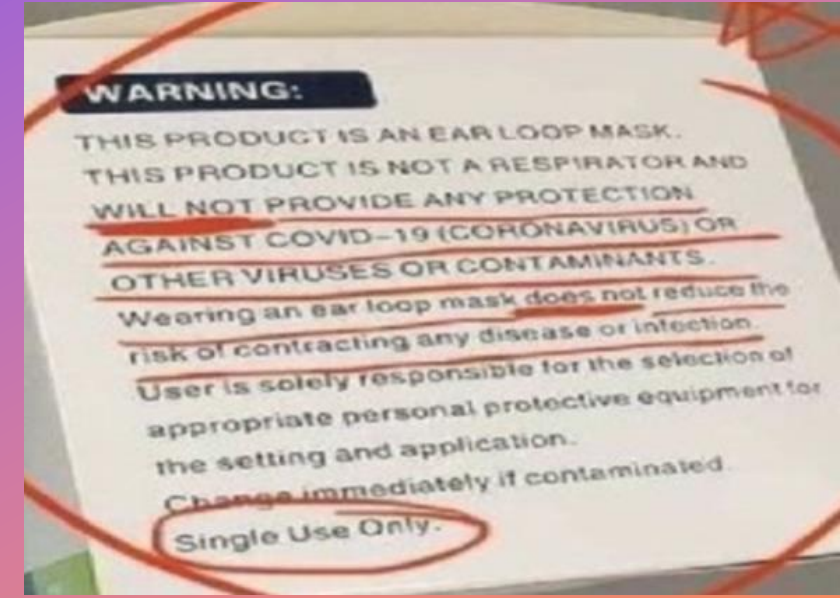 WARNING:
THIS PRODUCT IS AN EAR LOOP MASK.
THIS PRODUCT IS NOT A RESPIRATOR AND
WILL NOT PROVIDE ANY PROTECTION
AGAINST COVID-19 (CORONAVIRUS) OR
OTHER VIRUSES OR CONTAMINANTS.
Wearing an ear loop mask does not reduce the
risk of contracting any disease or infection.
User is solely responsible for the selection of
appropriate personal protective equipment for
the setting and application.
Change immediately if contaminated.
Single Use Only.